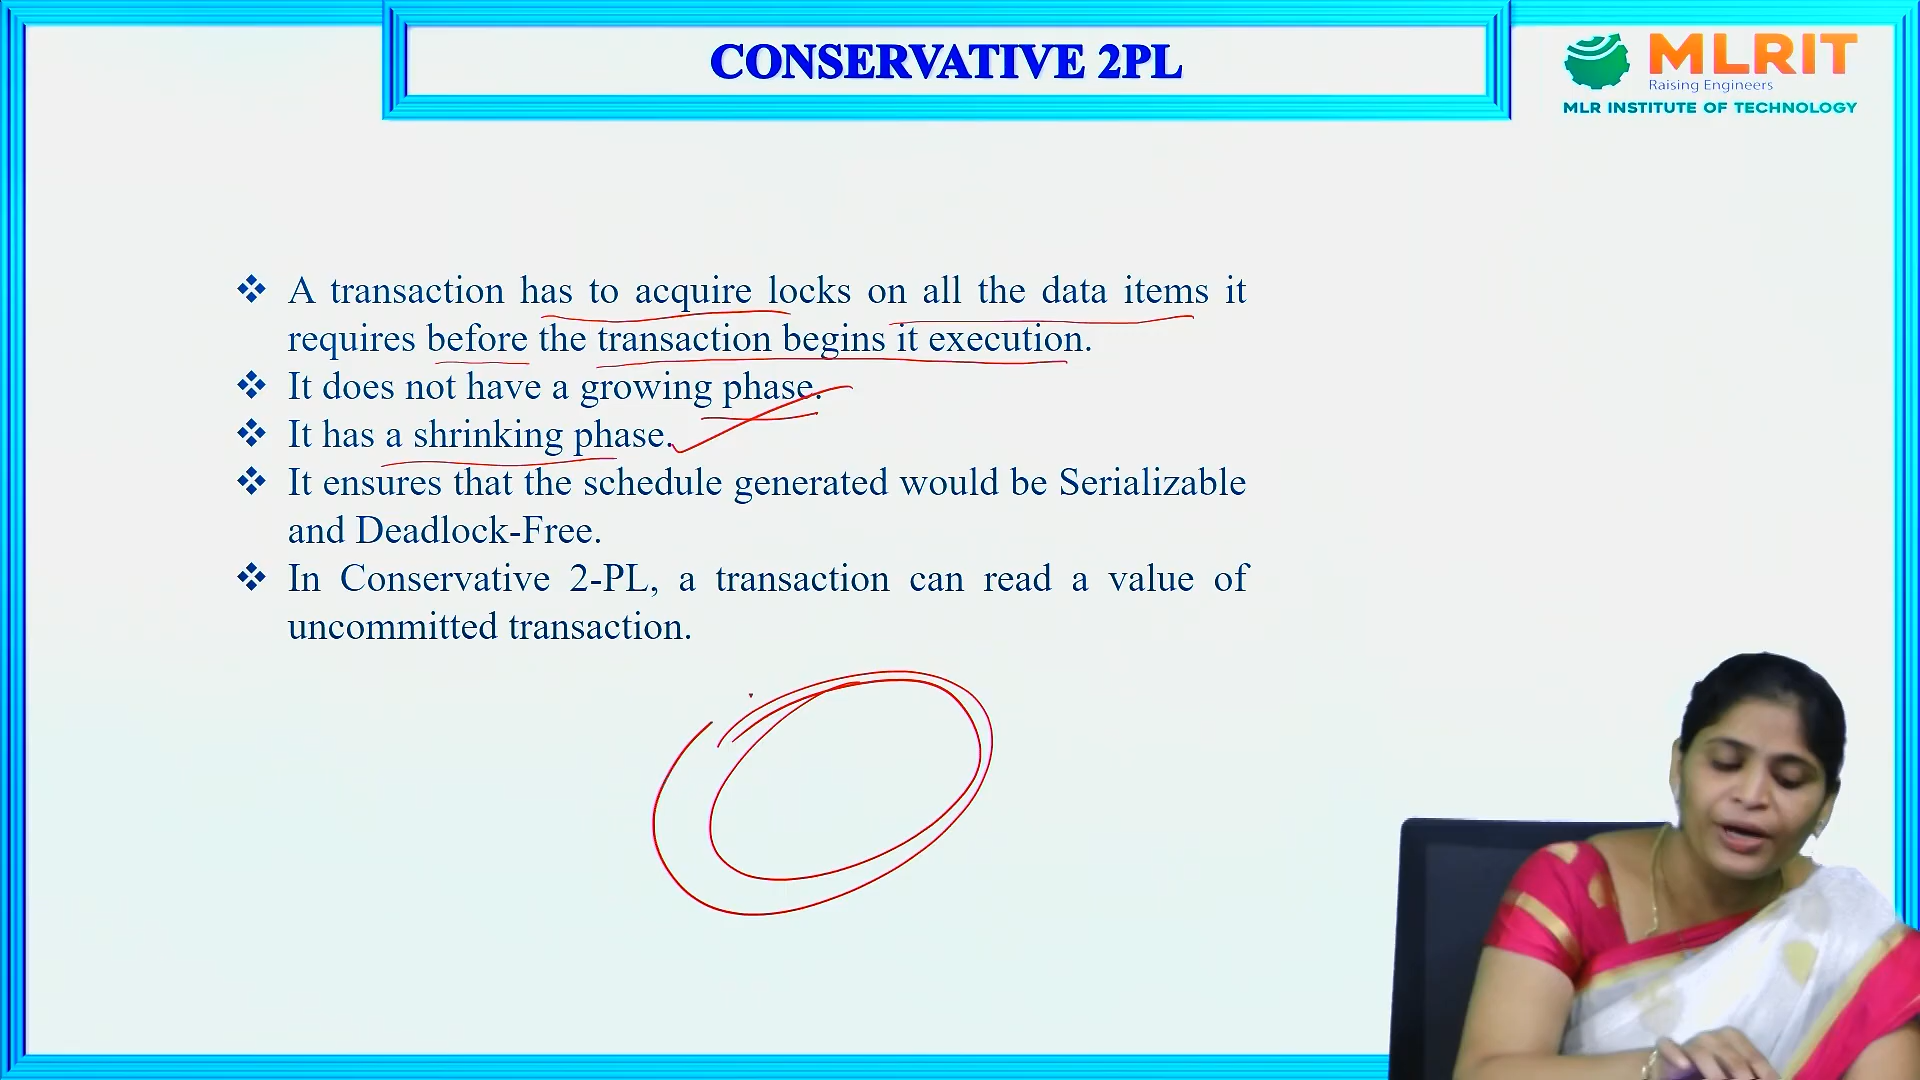 CONSERVATIVE 2PL
MLRIT
Raising Engineers
MLR INSTITUTE OF TECHNOLOGY
❖ A transaction has to acquire locks on all the data items it
requires before the transaction begins it execution.
❖ It does not have a growing phase.
❖ It has a shrinking phase.
❖ It ensures that the schedule generated would be Serializable
and Deadlock-Free.
❖ In Conservative 2-PL, a transaction can read a value of
uncommitted transaction.